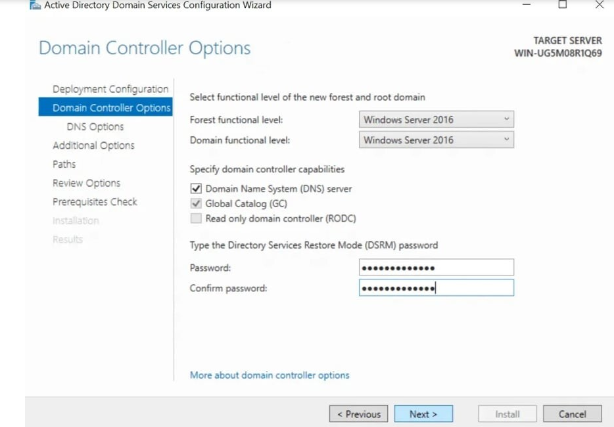 Active Directory Domain Services Configuration Wizard
Domain Controller Options
TARGET SERVER
WIN-UG5M08R1Q69
Deployment Configuration
Domain Controller Options
DNS Options
Additional Options
Paths
Review Options
Prerequisites Check
Installation
Results
Select functional level of the new forest and root domain
Forest functional level: Windows Server 2016
Domain functional level: Windows Server 2016
Specify domain controller capabilities
Domain Name System (DNS) server
Global Catalog (GC)
Read only domain controller (RODC)
Type the Directory Services Restore Mode (DSRM) password
Password: •••••••••••••
Confirm password: •••••••••••••
More about domain controller options
< Previous Next > Install Cancel